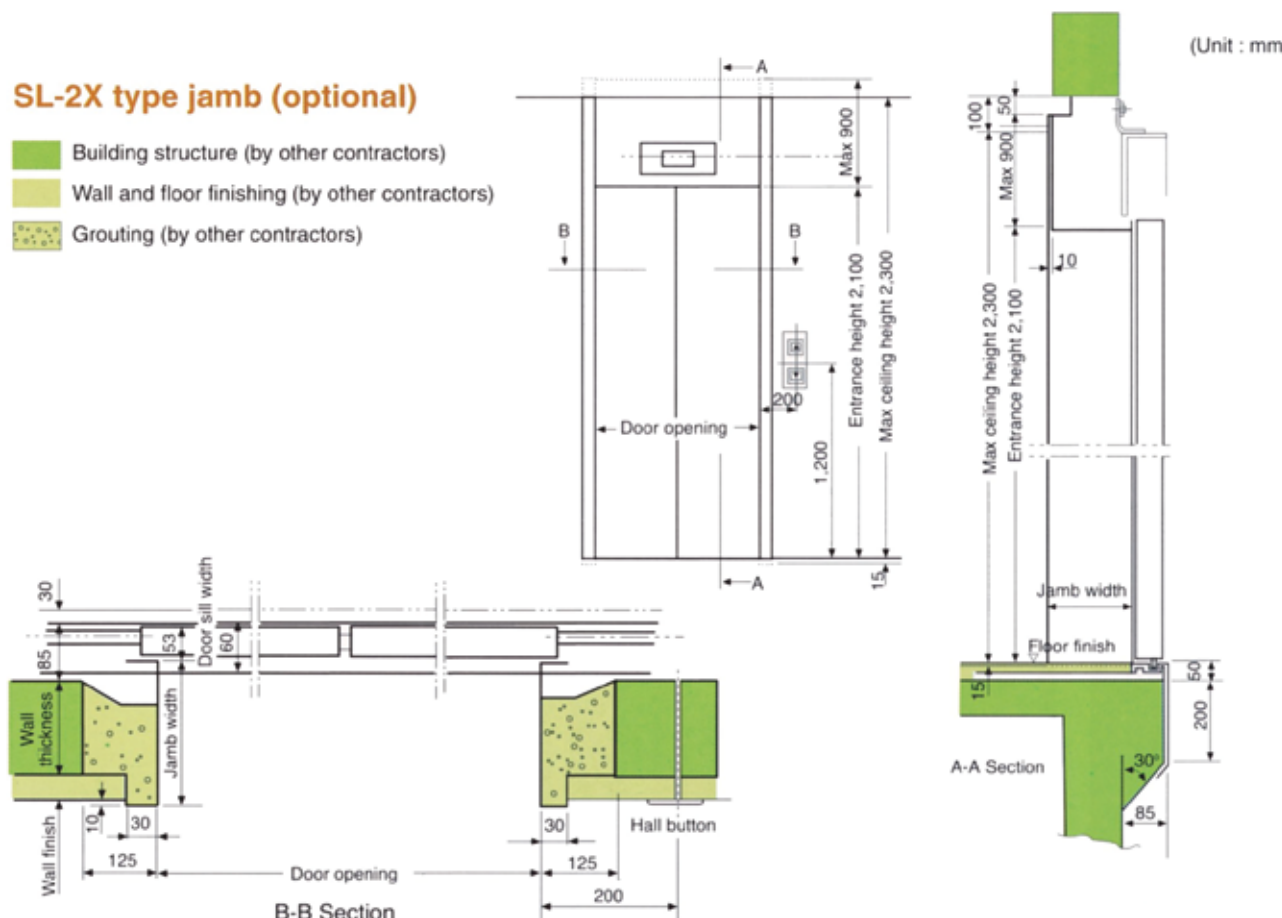 (Unit : mm
SL-2X type jamb (optional)
Building structure (by other contractors)
Wall and floor finishing (by other contractors)
Grouting (by other contractors)
A
Max 900
B
B
Entrance height 2,100
Max ceiling height 2,300
200
Door opening
1,200
15
A
100
50
Max 900
10
Max ceiling height 2,300
Entrance height 2,100
Jamb width
Floor finish
15
50
200
A-A Section
30°
85
30
Door sill width
53
60
85
Wall
thickness
Jamb width
10
30
30
Hall button
Wall finish
125
Door opening
125
200
B-B Section